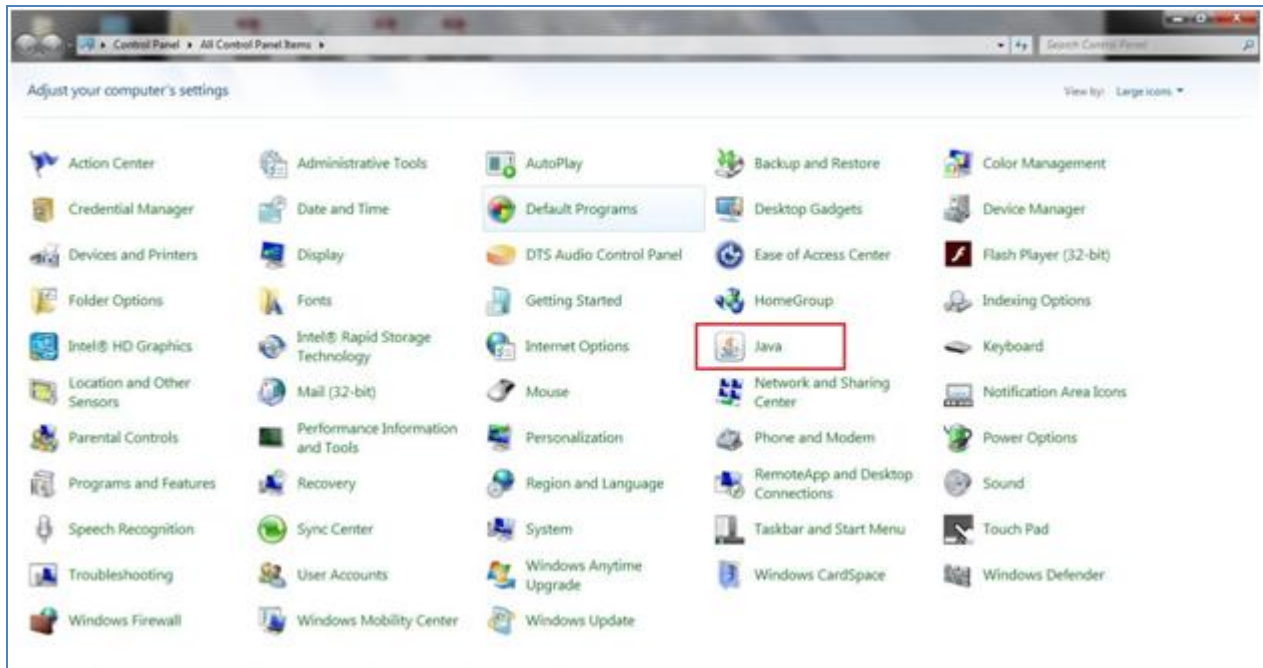 Control Panel ▸ All Control Panel Items ▸
Search Control Panel
Adjust your computer's settings
View by: Large icons
Action Center
Administrative Tools
AutoPlay
Backup and Restore
Color Management
Credential Manager
Date and Time
Default Programs
Desktop Gadgets
Device Manager
Devices and Printers
Display
DTS Audio Control Panel
Ease of Access Center
Flash Player (32-bit)
Folder Options
Fonts
Getting Started
HomeGroup
Indexing Options
Intel® HD Graphics
Intel® Rapid Storage
Technology
Internet Options
Java
Keyboard
Location and Other
Sensors
Mail (32-bit)
Mouse
Network and Sharing
Center
Notification Area Icons
Parental Controls
Performance Information
and Tools
Personalization
Phone and Modem
Power Options
Programs and Features
Recovery
Region and Language
RemoteApp and Desktop
Connections
Sound
Speech Recognition
Sync Center
System
Taskbar and Start Menu
Touch Pad
Troubleshooting
User Accounts
Windows Anytime
Upgrade
Windows CardSpace
Windows Defender
Windows Firewall
Windows Mobility Center
Windows Update